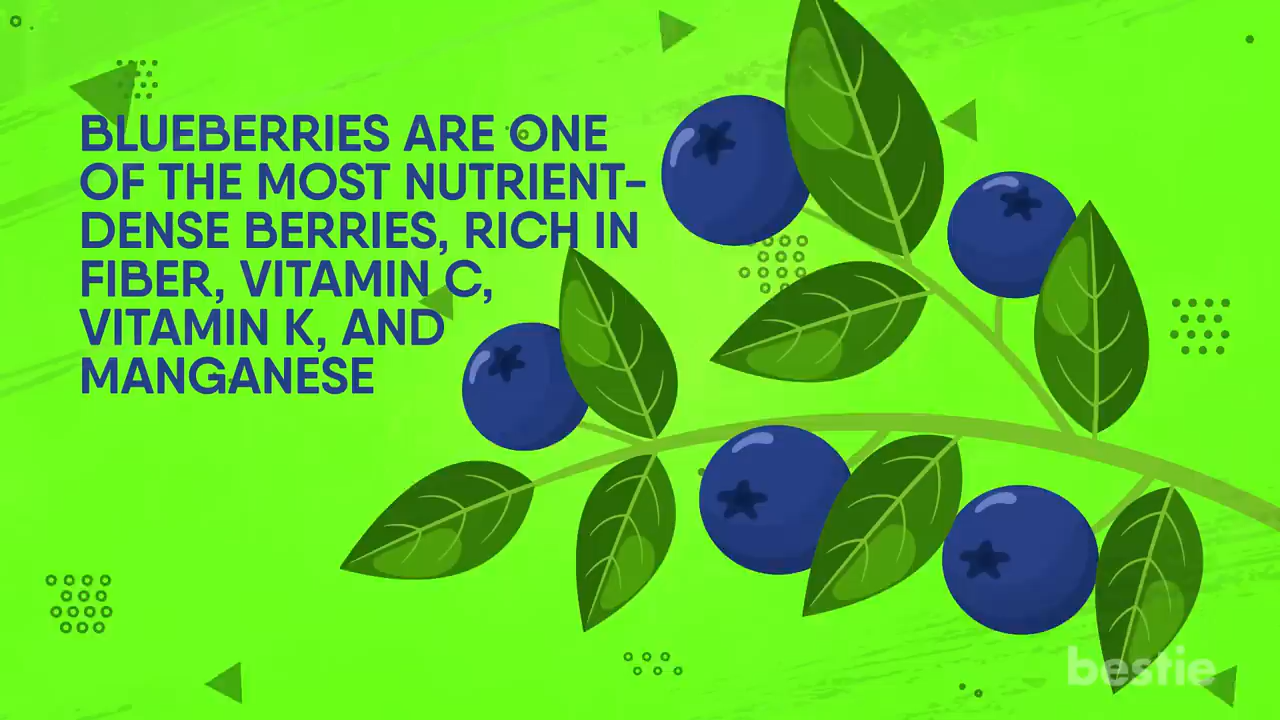 BLUEBERRIES ARE ONE
OF THE MOST NUTRIENT-
DENSE BERRIES, RICH IN
FIBER, VITAMIN C,
VITAMIN K, AND
MANGANESE
bestie